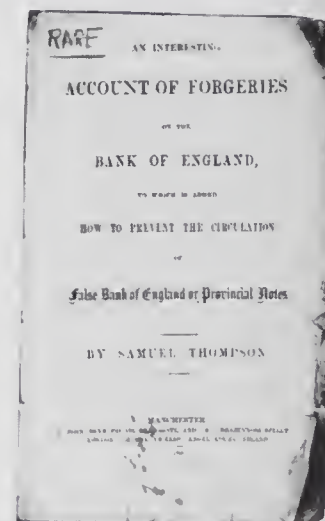 RARE
AN INTERESTING
ACCOUNT OF FORGERIES
ON THE
BANK OF ENGLAND,
TO WHICH IS ADDED
HOW TO PREVENT THE CIRCULATION
OF
False Bank of England or Provincial Notes
BY SAMUEL THOMPSON
MANCHESTER